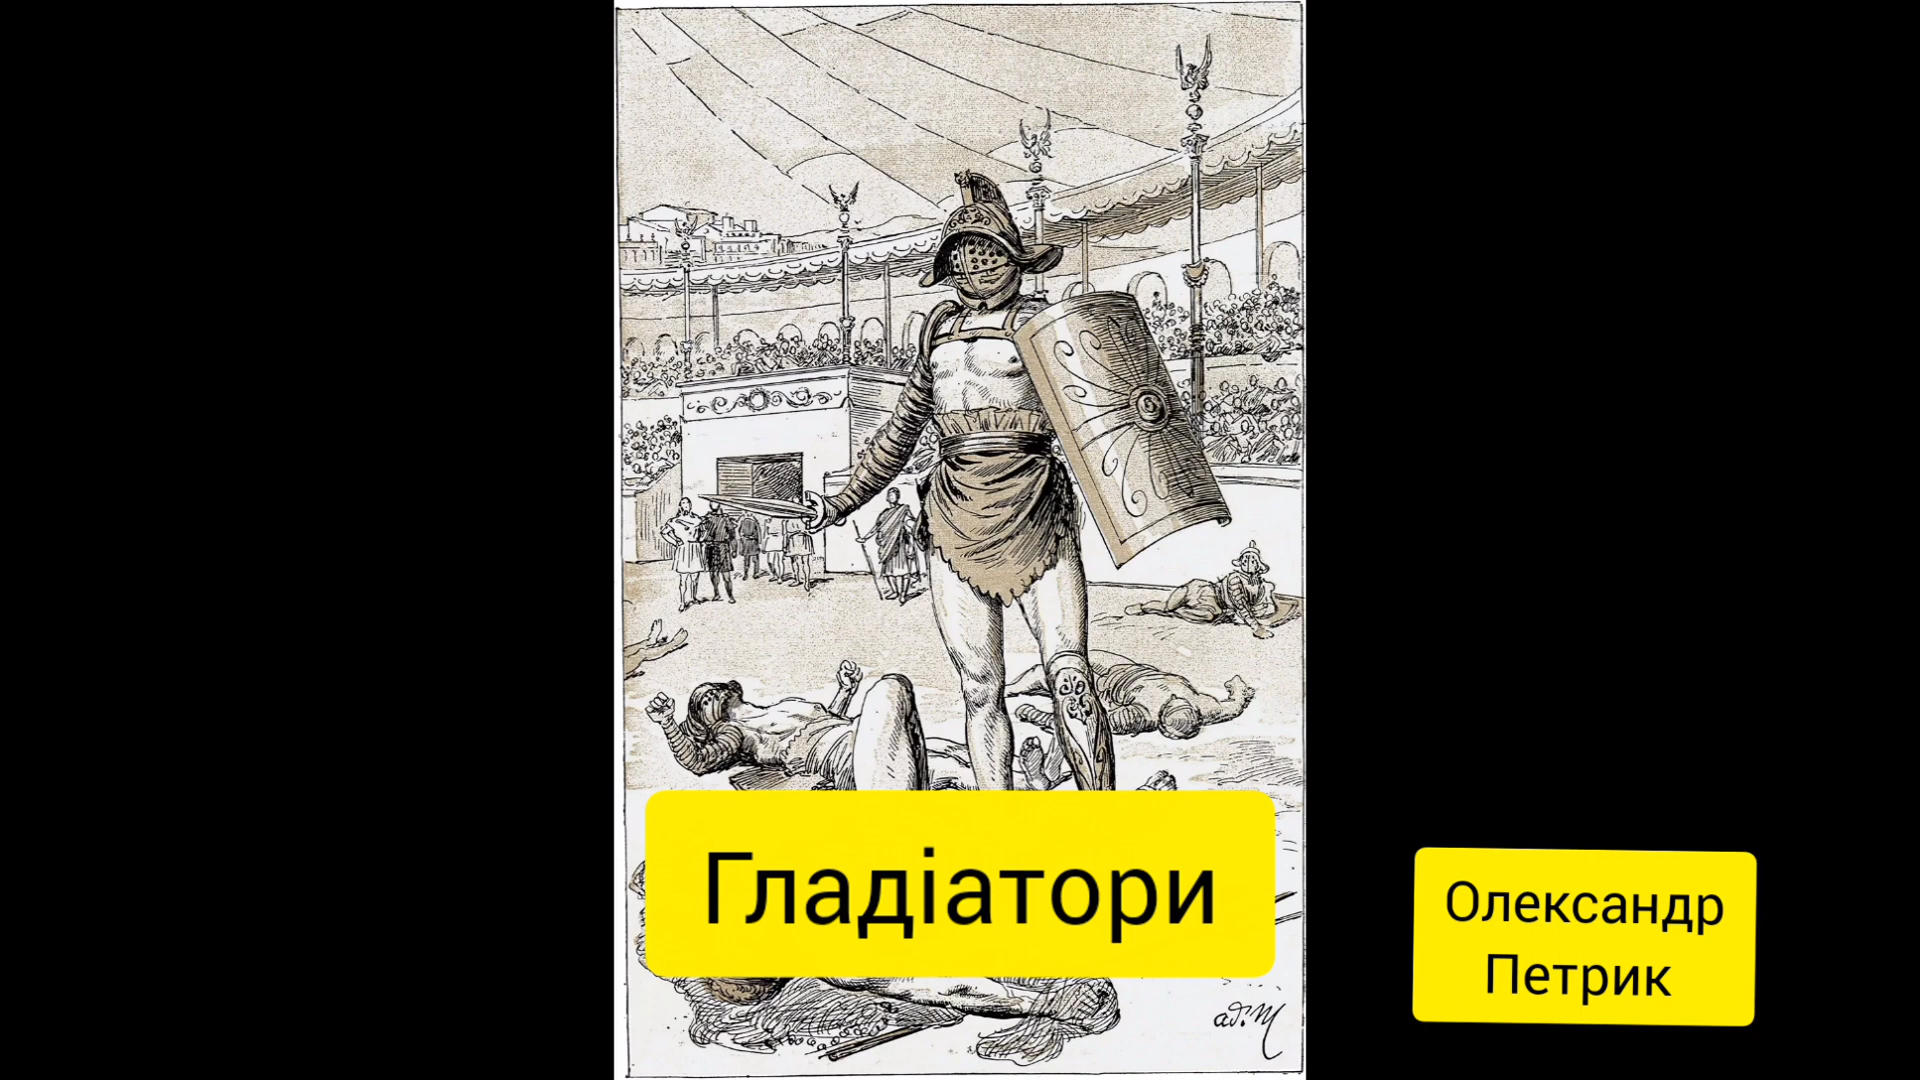 Гладіатори
Олександр
Петрик